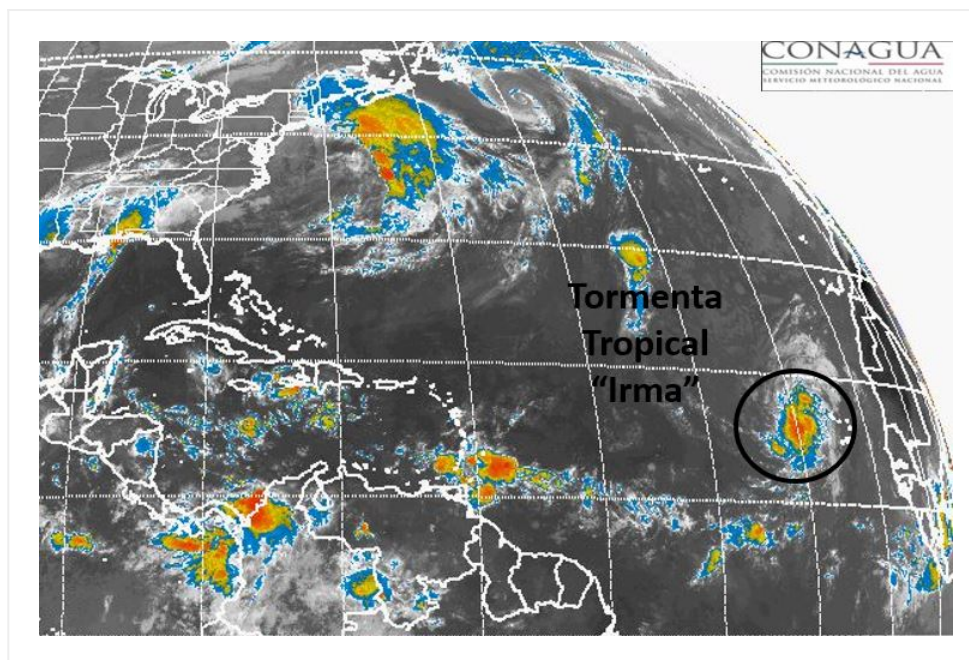 CONAGUA
COMISIÓN NACIONAL DEL AGUA
SERVICIO METEOROLÓGICO NACIONAL
Tormenta
Tropical
“Irma”